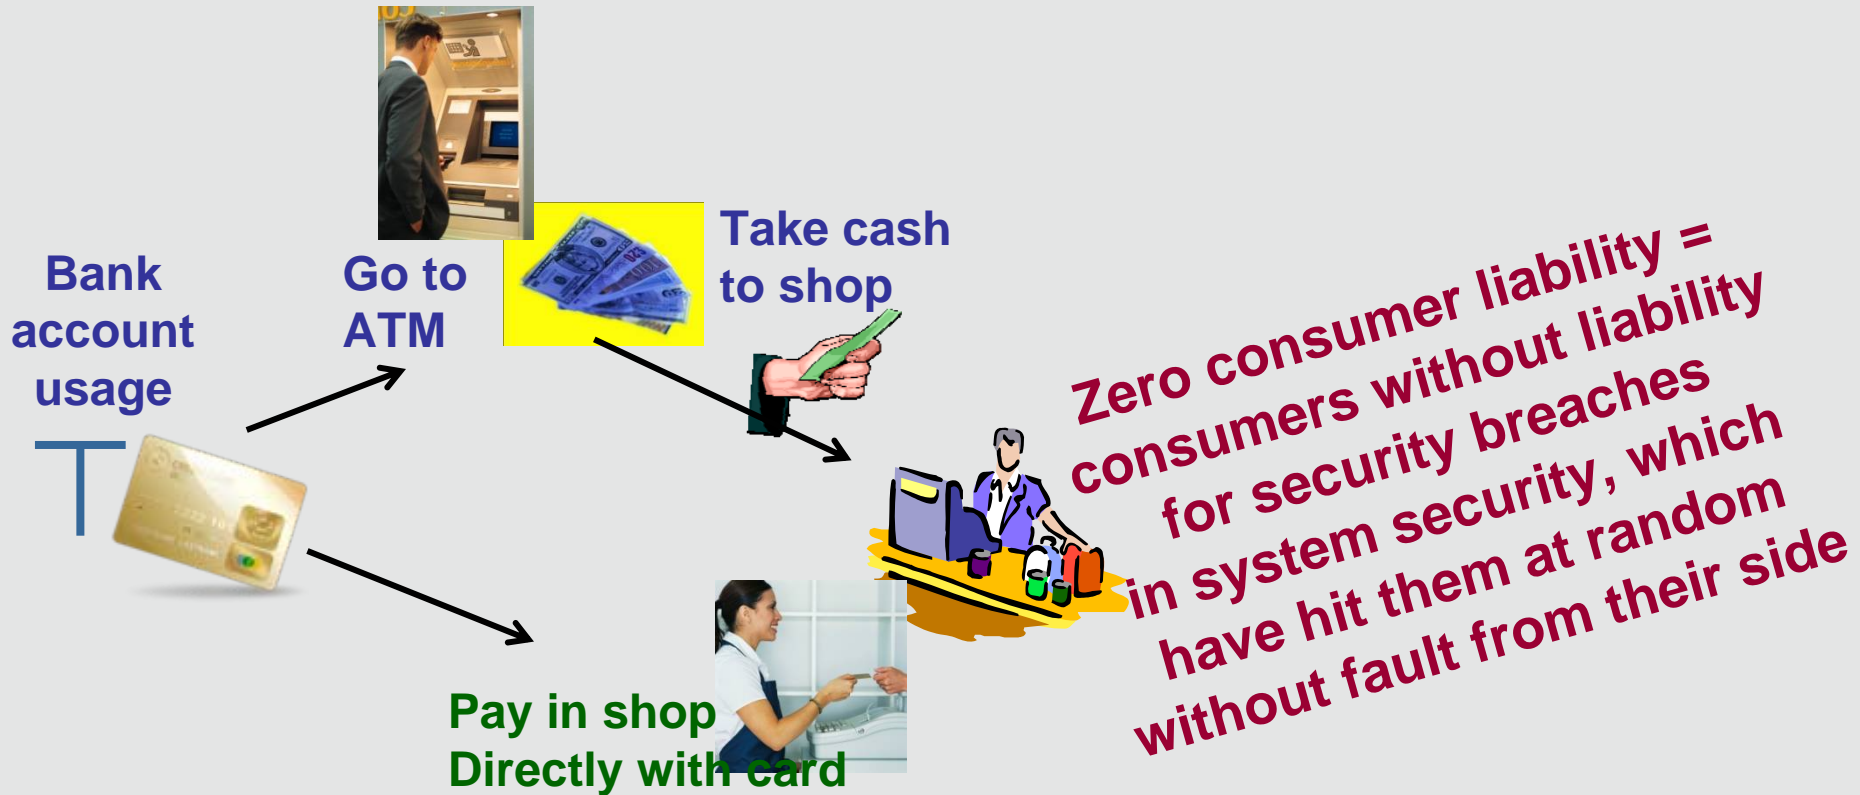 Bank
account
usage
Go to
ATM
Take cash
to shop
Pay in shop
Directly with card
Zero consumer liability =
consumers without liability
for security breaches
in system security, which
have hit them at random
without fault from their side